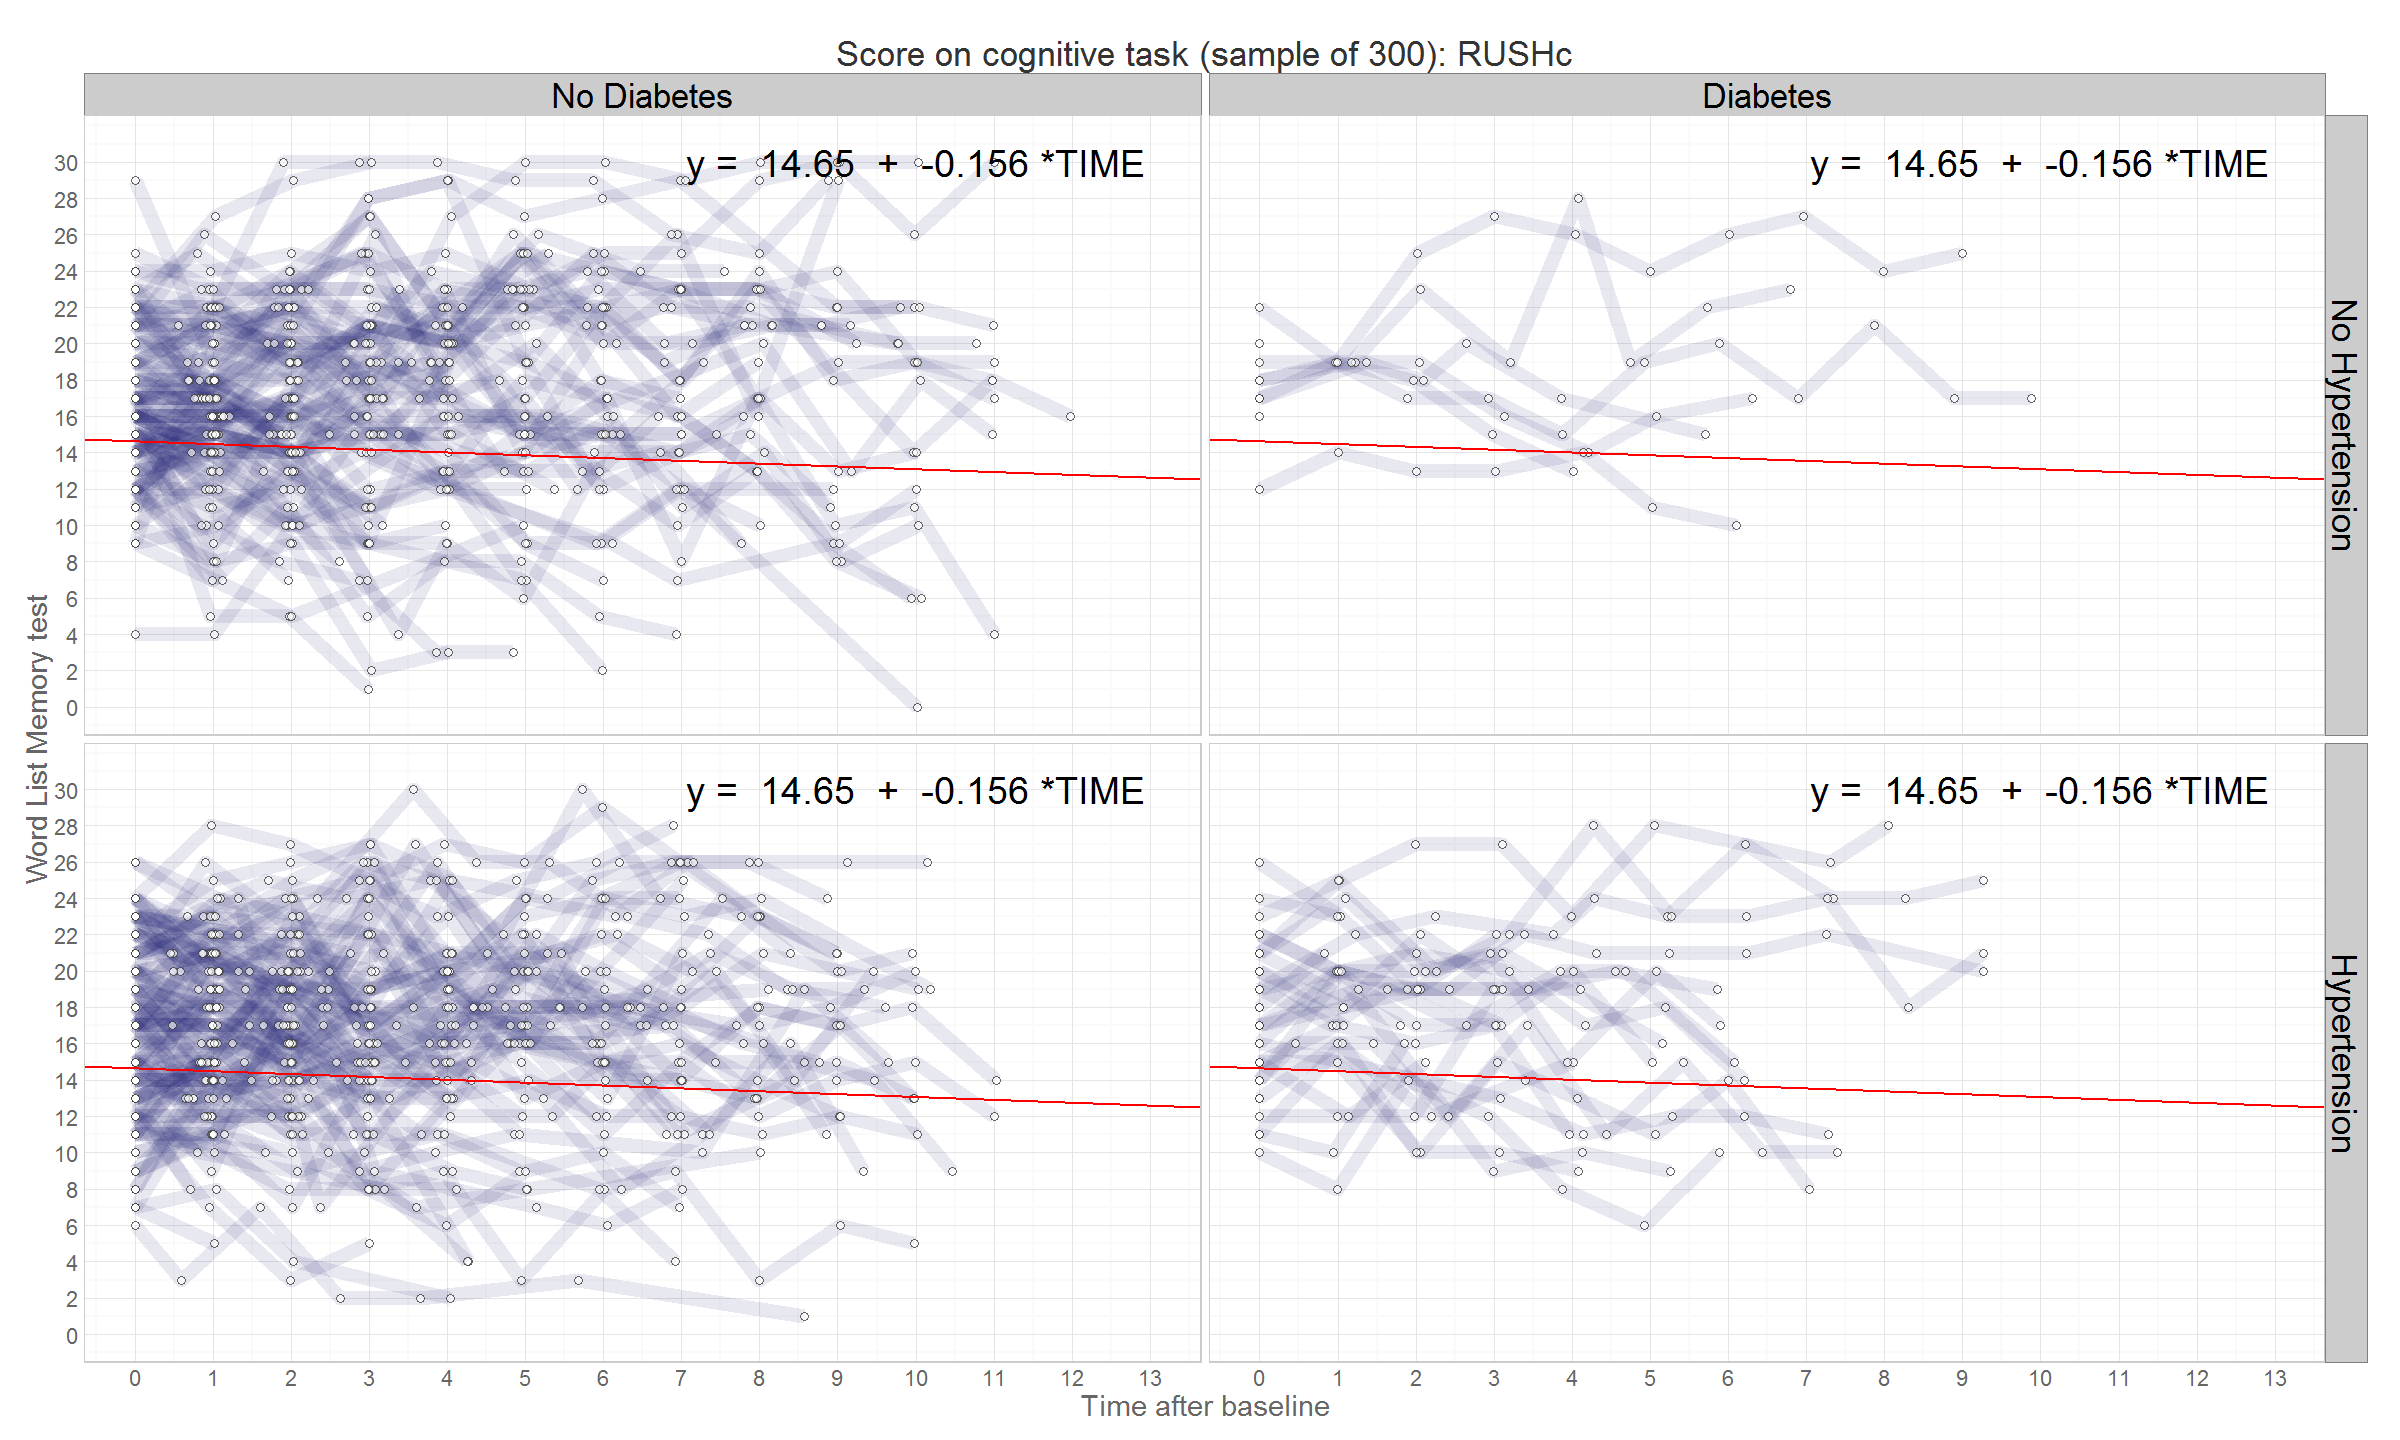 Score on cognitive task (sample of 300): RUSHc
No Diabetes
Diabetes
y = 14.65 + -0.156 *TIME
y = 14.65 + -0.156 *TIME
30
28
26
24
22
20
18
16
14
12
10
8
6
4
2
0
No Hypertension
Word List Memory test
y = 14.65 + -0.156 *TIME
y = 14.65 + -0.156 *TIME
30
28
26
24
22
20
18
16
14
12
10
8
6
4
2
0
Hypertension
0 1 2 3 4 5 6 7 8 9 10 11 12 13
0 1 2 3 4 5 6 7 8 9 10 11 12 13
Time after baseline